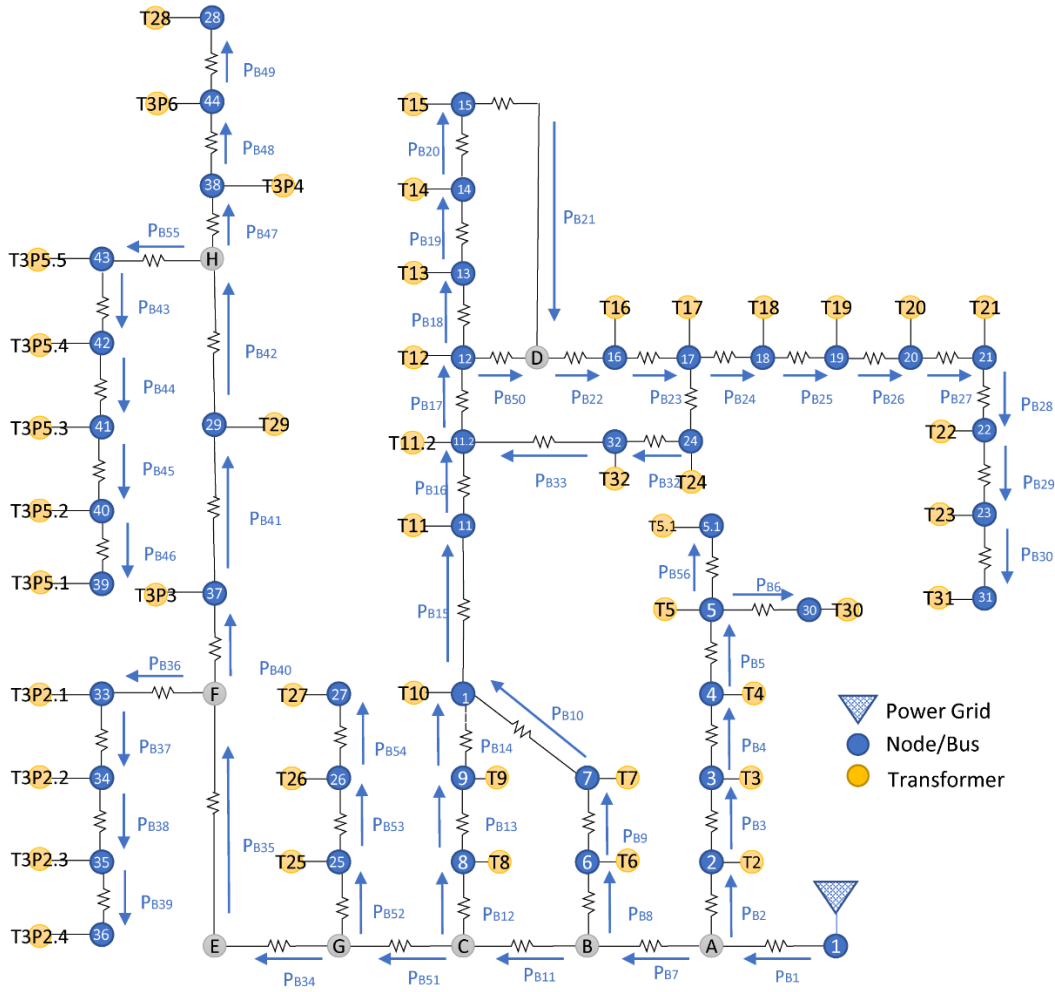 T28
28
PB49
T3P6
44
T15
15
PB48
PB20
38
T3P4
T14
14
PB21
PB55
PB47
PB19
T3P5.5
43
H
T13
13
T16
T17
T18
T19
T20
T21
PB43
PB18
T3P5.4
42
PB42
T12
12
D
16
17
18
19
20
21
PB44
PB17
PB50
PB22
PB23
PB24
PB25
PB26
PB27
PB28
T3P5.3
41
29
T29
T11.2
11.2
32
24
T22
22
PB45
PB33
PB32
PB16
T32
T24
PB29
T3P5.2
40
PB41
T11
11
T5.1
5.1
T23
23
PB46
PB30
PB56
PB6
T3P5.1
39
T3P3
37
PB15
T5
5
30
T30
T31
31
PB36
PB40
PB5
T3P2.1
33
F
T27
27
T10
1
T4
4
PB10
Power Grid
PB37
PB54
PB14
PB4
Node/Bus
T3P2.2
34
T26
26
9
T9
7
T7
3
T3
Transformer
PB38
PB53
PB13
PB9
PB3
PB35
T3P2.3
35
T25
25
8
T8
6
T6
2
T2
PB39
PB52
PB12
PB8
PB2
T3P2.4
36
E
G
C
B
A
1
PB34
PB51
PB11
PB7
PB1